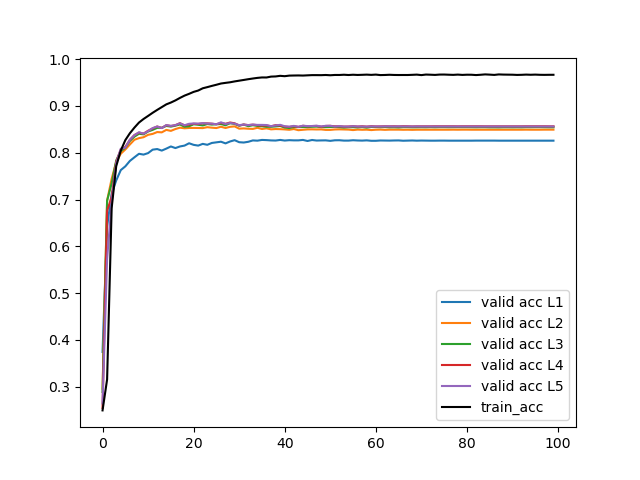 1.0
0.9
0.8
0.7
0.6
0.5
0.4
0.3
0 20 40 60 80 100
valid acc L1
valid acc L2
valid acc L3
valid acc L4
valid acc L5
train_acc